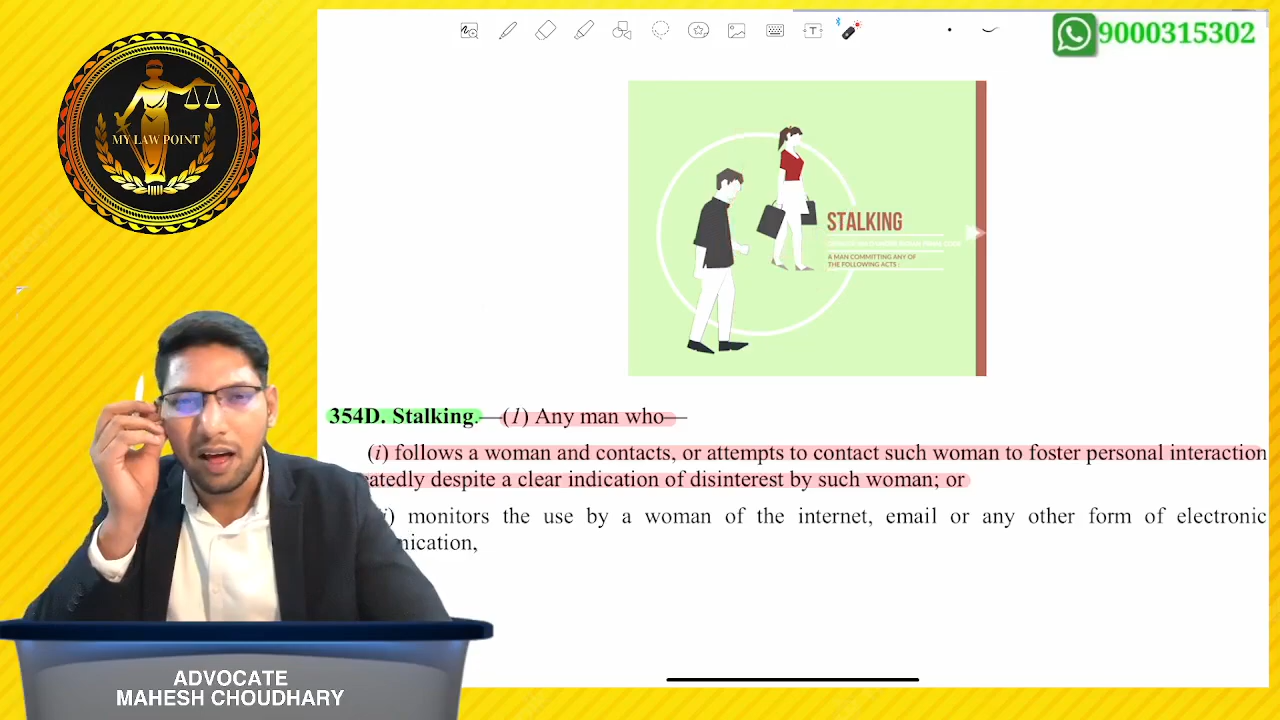 9000315302
MY LAW POINT
STALKING
A MAN COMMITTING ANY OF
THE FOLLOWING ACTS :
354D. Stalking.—(1) Any man who—
(i) follows a woman and contacts, or attempts to contact such woman to foster personal interaction
atedly despite a clear indication of disinterest by such woman; or
) monitors the use by a woman of the internet, email or any other form of electronic
nication,
ADVOCATE
MAHESH CHOUDHARY